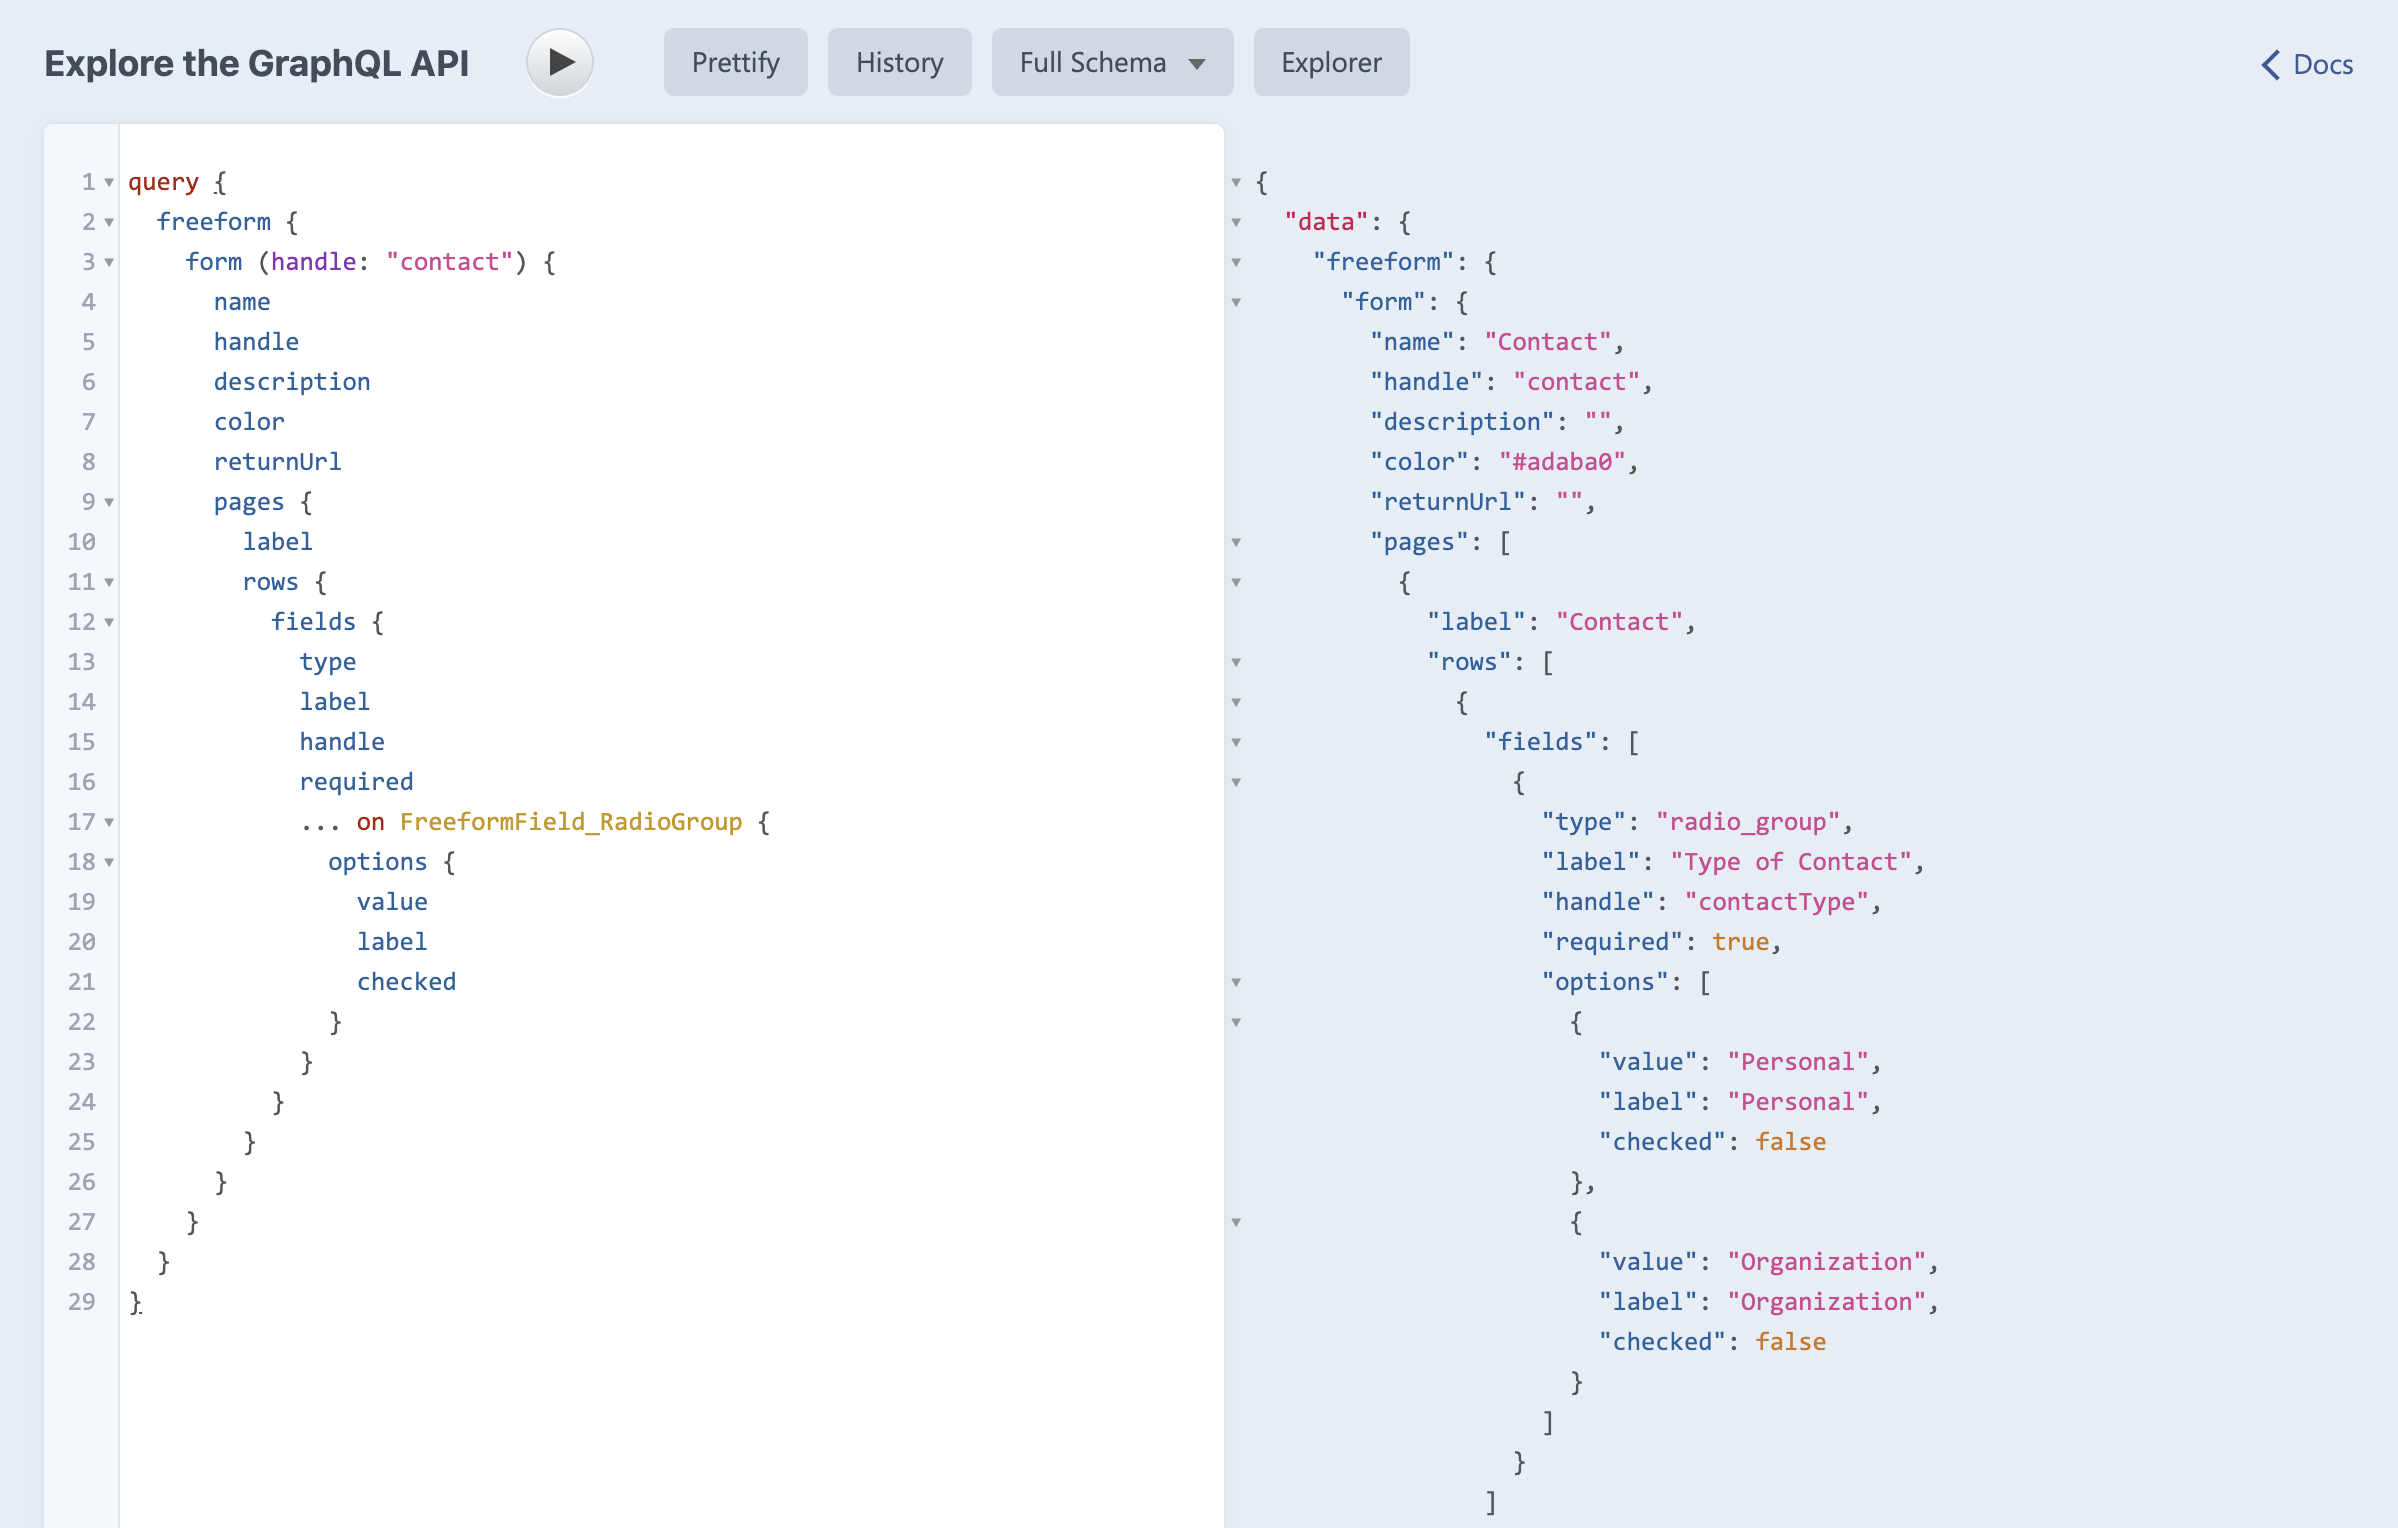 Explore the GraphQL API
Prettify
History
Full Schema
Explorer
Docs
1 query {
2   freeform {
3     form (handle: "contact") {
4       name
5       handle
6       description
7       color
8       returnUrl
9       pages {
10         label
11         rows {
12           fields {
13             type
14             label
15             handle
16             required
17             ... on FreeformField_RadioGroup {
18               options {
19                 value
20                 label
21                 checked
22               }
23             }
24           }
25         }
26       }
27     }
28   }
29 }
{
  "data": {
    "freeform": {
      "form": {
        "name": "Contact",
        "handle": "contact",
        "description": "",
        "color": "#adaba0",
        "returnUrl": "",
        "pages": [
          {
            "label": "Contact",
            "rows": [
              {
                "fields": [
                  {
                    "type": "radio_group",
                    "label": "Type of Contact",
                    "handle": "contactType",
                    "required": true,
                    "options": [
                      {
                        "value": "Personal",
                        "label": "Personal",
                        "checked": false
                      },
                      {
                        "value": "Organization",
                        "label": "Organization",
                        "checked": false
                      }
                    ]
                  }
                ]